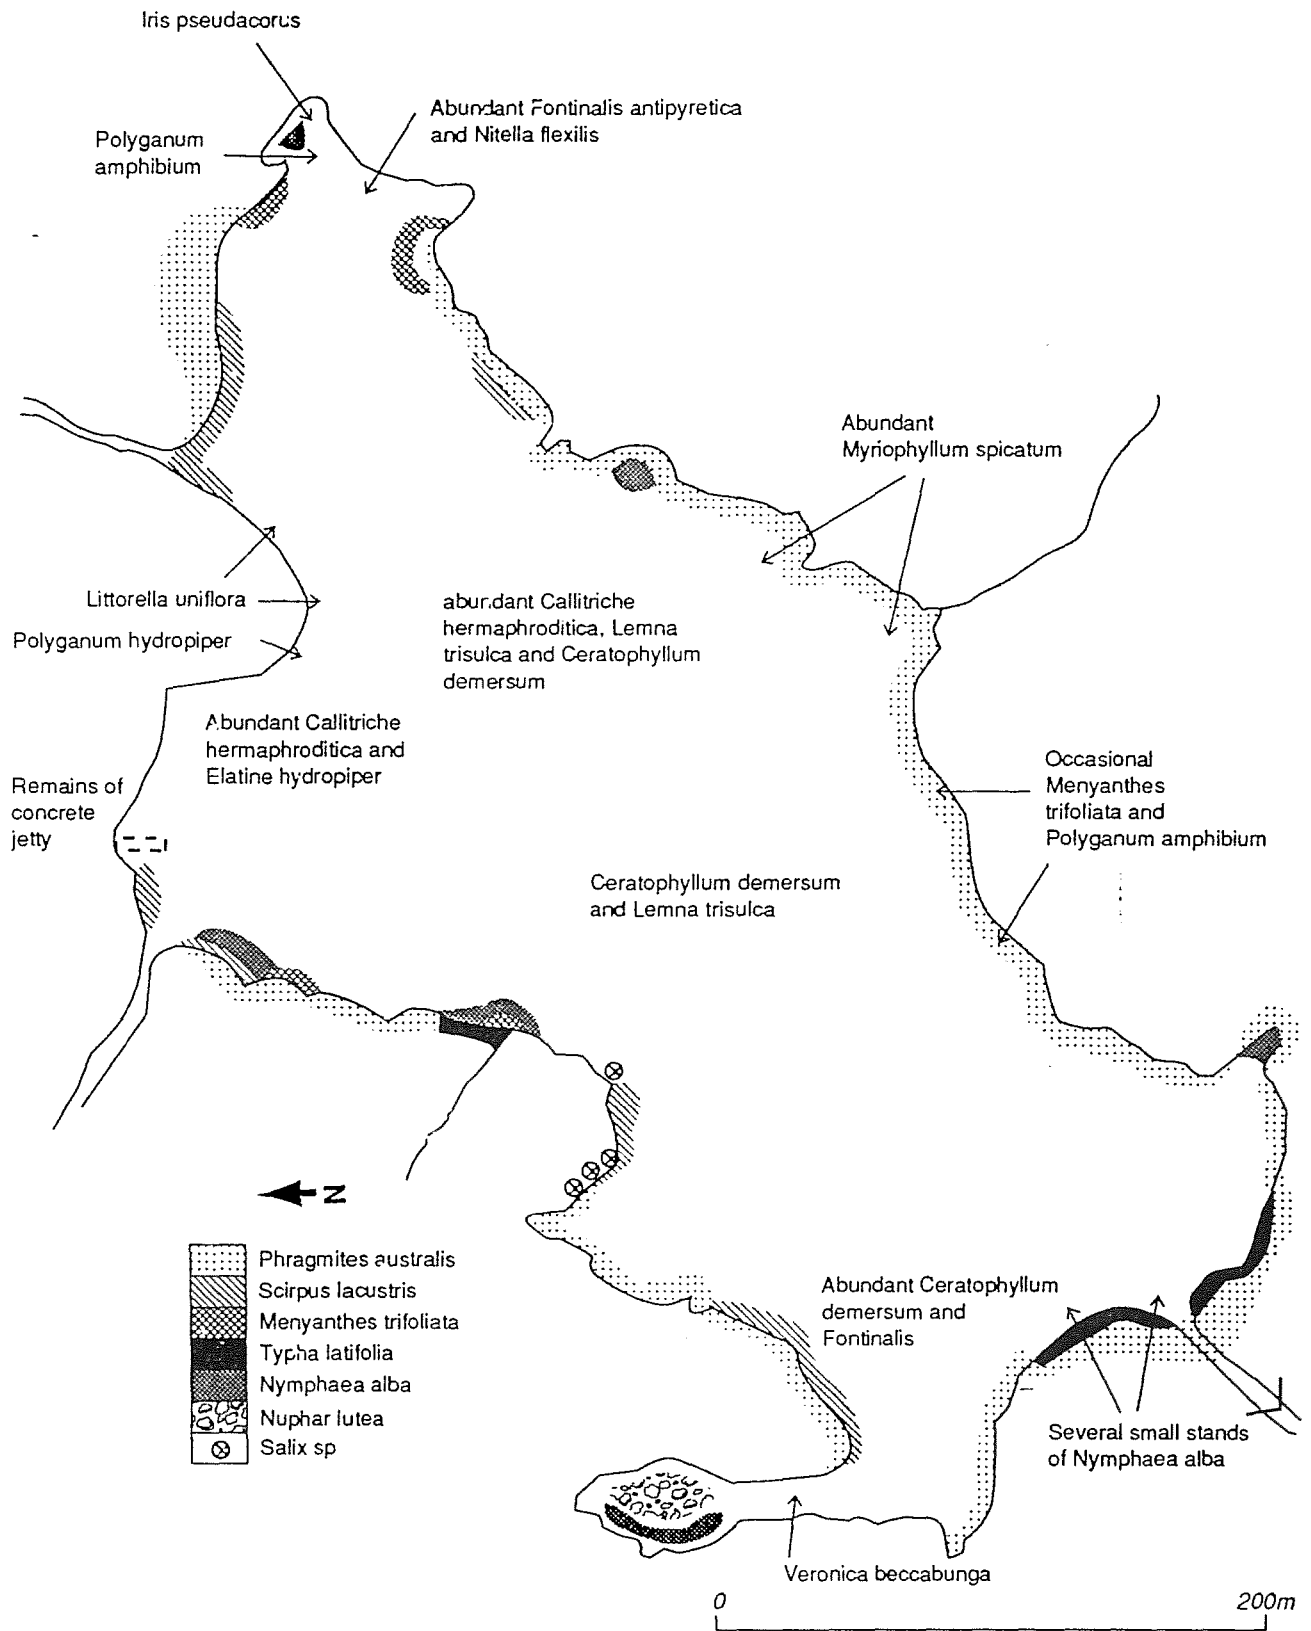 Iris pseudacorus
Abundant Fontinalis antipyretica
and Nitella flexilis
Polyganum
amphibium
Abundant
Myriophyllum spicatum
Littorella uniflora
Polyganum hydropiper
abundant Callitriche
hermaphroditica, Lemna
trisulca and Ceratophyllum
demersum
Abundant Callitriche
hermaphroditica and
Elatine hydropiper
Remains of
concrete
jetty
Occasional
Menyanthes
trifoliata and
Polyganum amphibium
Ceratophyllum demersum
and Lemna trisulca
N
Phragmites australis
Scirpus lacustris
Menyanthes trifoliata
Typha latifolia
Nymphaea alba
Nuphar lutea
Salix sp
Abundant Ceratophyllum
demersum and
Fontinalis
Several small stands
of Nymphaea alba
Veronica beccabunga
0 200m